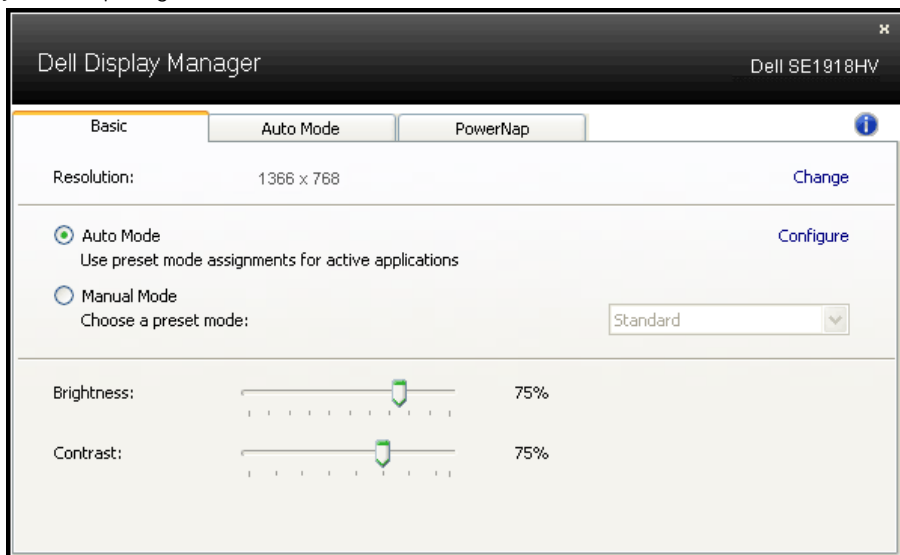 x
Dell Display Manager
Dell SE1918HV
Basic
Auto Mode
PowerNap
i
Resolution:
1366 x 768
Change
Auto Mode
Configure
Use preset mode assignments for active applications
Manual Mode
Choose a preset mode:
Standard
Brightness:
75%
Contrast:
75%